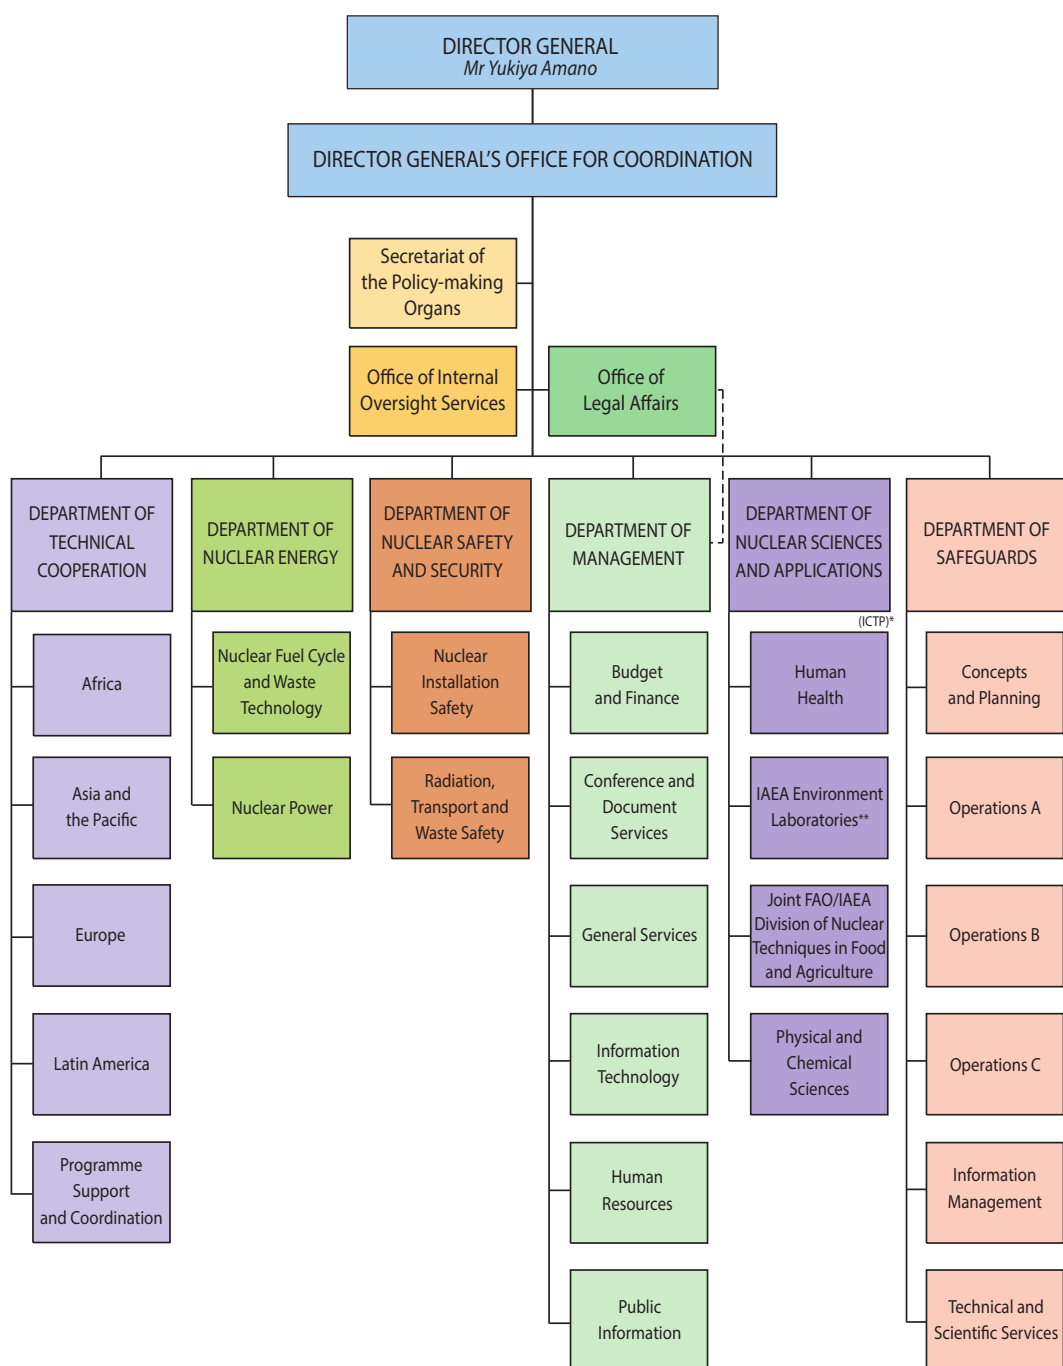 DIRECTOR GENERAL
Mr Yukiya Amano
DIRECTOR GENERAL'S OFFICE FOR COORDINATION
Secretariat of
the Policy-making
Organs
Office of Internal
Oversight Services
Office of
Legal Affairs
DEPARTMENT OF
TECHNICAL
COOPERATION
DEPARTMENT OF
NUCLEAR ENERGY
DEPARTMENT OF
NUCLEAR SAFETY
AND SECURITY
DEPARTMENT OF
MANAGEMENT
DEPARTMENT OF
NUCLEAR SCIENCES
AND APPLICATIONS
(ICTP)*
DEPARTMENT OF
SAFEGUARDS
Africa
Asia and
the Pacific
Europe
Latin America
Programme
Support
and Coordination
Nuclear Fuel Cycle
and Waste
Technology
Nuclear Power
Nuclear
Installation
Safety
Radiation,
Transport and
Waste Safety
Budget
and Finance
Conference and
Document
Services
General Services
Information
Technology
Human
Resources
Public
Information
Human
Health
IAEA Environment
Laboratories**
Joint FAO/IAEA
Division of Nuclear
Techniques in Food
and Agriculture
Physical and
Chemical
Sciences
Concepts
and Planning
Operations A
Operations B
Operations C
Information
Management
Technical and
Scientific Services